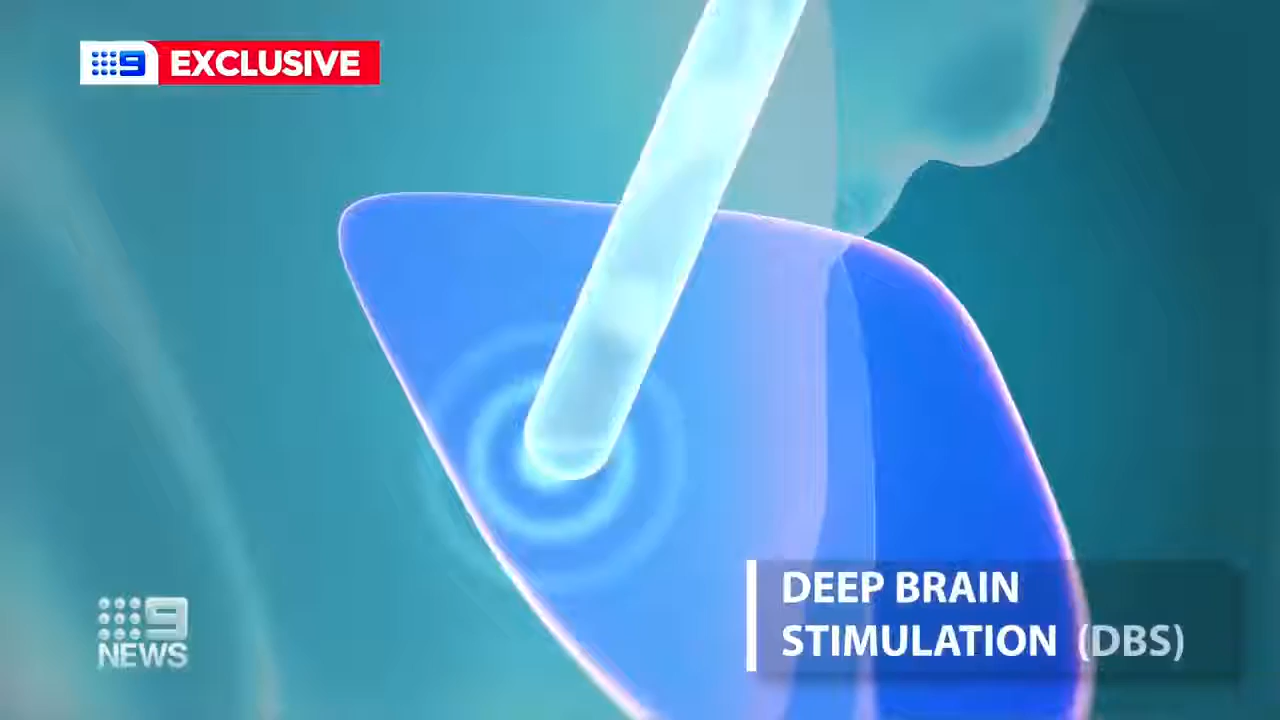 9 EXCLUSIVE
DEEP BRAIN
STIMULATION (DBS)
9
NEWS